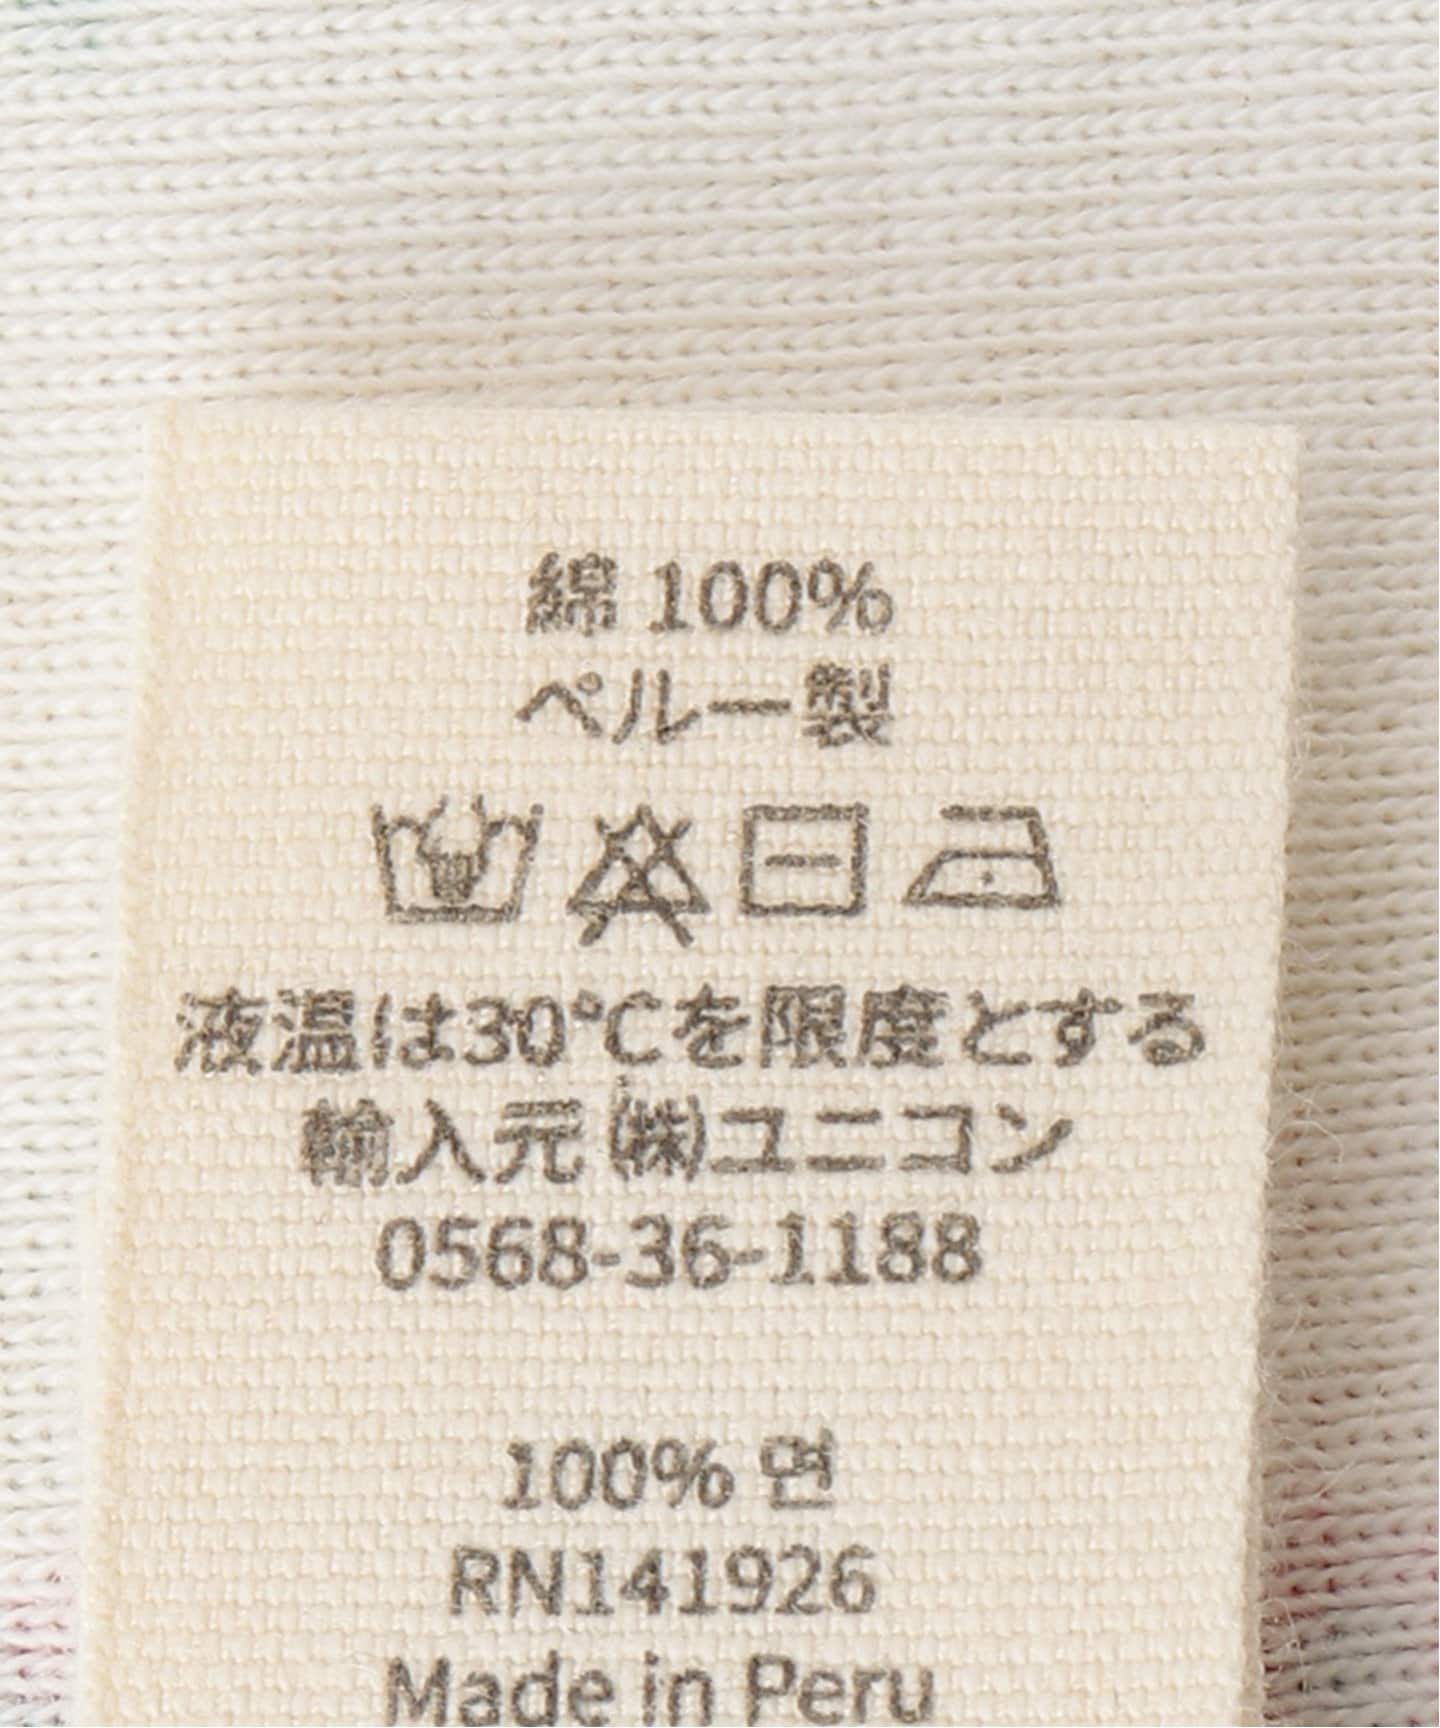 綿 100%
ペルー製
液温は30℃を限度とする
輸入元 ㈱ユニコン
0568-36-1188
100% 면
RN141926
Made in Peru